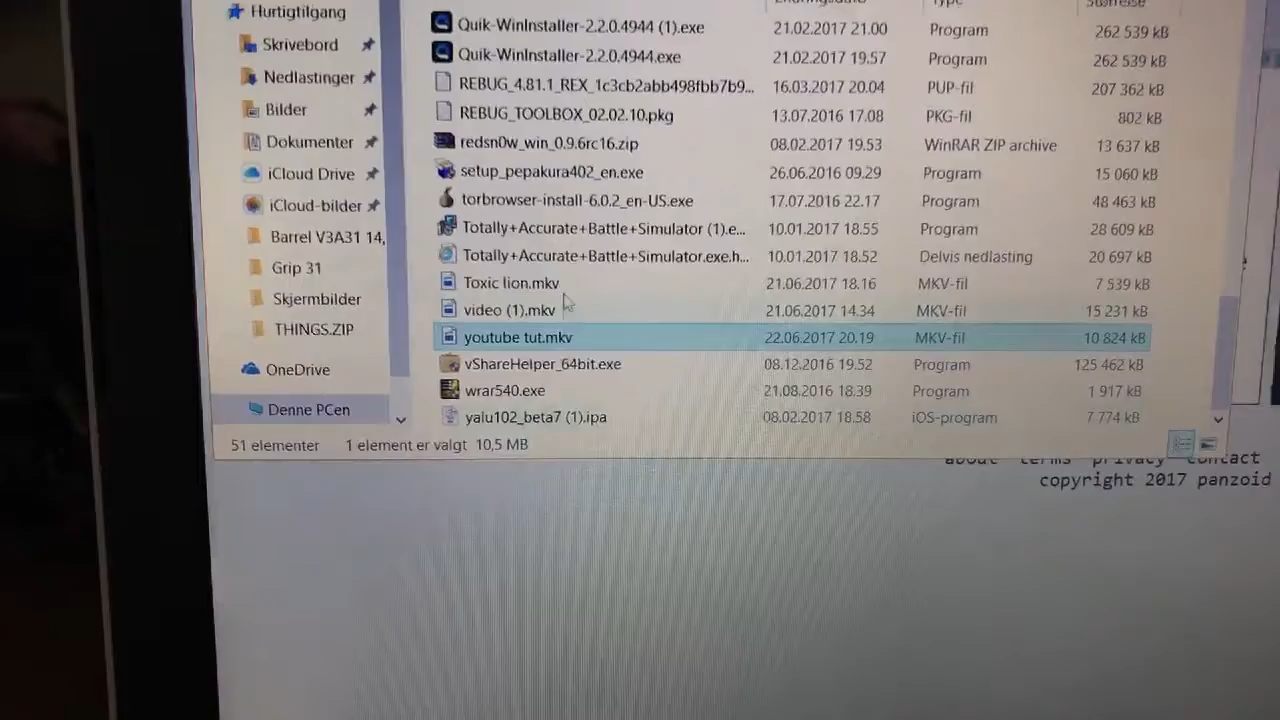 Hurtigtilgang
Skrivebord
Nedlastinger
Bilder
Dokumenter
iCloud Drive
iCloud-bilder
Barrel V3A31 14,
Grip 31
Skjermbilder
THINGS.ZIP
OneDrive
Denne PCen
Type
Størrelse
Quik-WinInstaller-2.2.0.4944 (1).exe 21.02.2017 21.00 Program 262 539 kB
Quik-WinInstaller-2.2.0.4944.exe 21.02.2017 19.57 Program 262 539 kB
REBUG_4.81.1_REX_1c3cb2abb498fbb7b9... 16.03.2017 20.04 PUP-fil 207 362 kB
REBUG_TOOLBOX_02.02.10.pkg 13.07.2016 17.08 PKG-fil 802 kB
redsn0w_win_0.9.6rc16.zip 08.02.2017 19.53 WinRAR ZIP archive 13 637 kB
setup_pepakura402_en.exe 26.06.2016 09.29 Program 15 060 kB
torbrowser-install-6.0.2_en-US.exe 17.07.2016 22.17 Program 48 463 kB
Totally+Accurate+Battle+Simulator (1).e... 10.01.2017 18.55 Program 28 609 kB
Totally+Accurate+Battle+Simulator.exe.h... 10.01.2017 18.52 Delvis nedlasting 20 697 kB
Toxic lion.mkv 21.06.2017 18.16 MKV-fil 7 539 kB
video (1).mkv 21.06.2017 14.34 MKV-fil 15 231 kB
youtube tut.mkv 22.06.2017 20.19 MKV-fil 10 824 kB
vShareHelper_64bit.exe 08.12.2016 19.52 Program 125 462 kB
wrar540.exe 21.08.2016 18.39 Program 1 917 kB
yalu102_beta7 (1).ipa 08.02.2017 18.58 iOS-program 7 774 kB
51 elementer 1 element er valgt 10,5 MB
about terms privacy contact
copyright 2017 panzoid